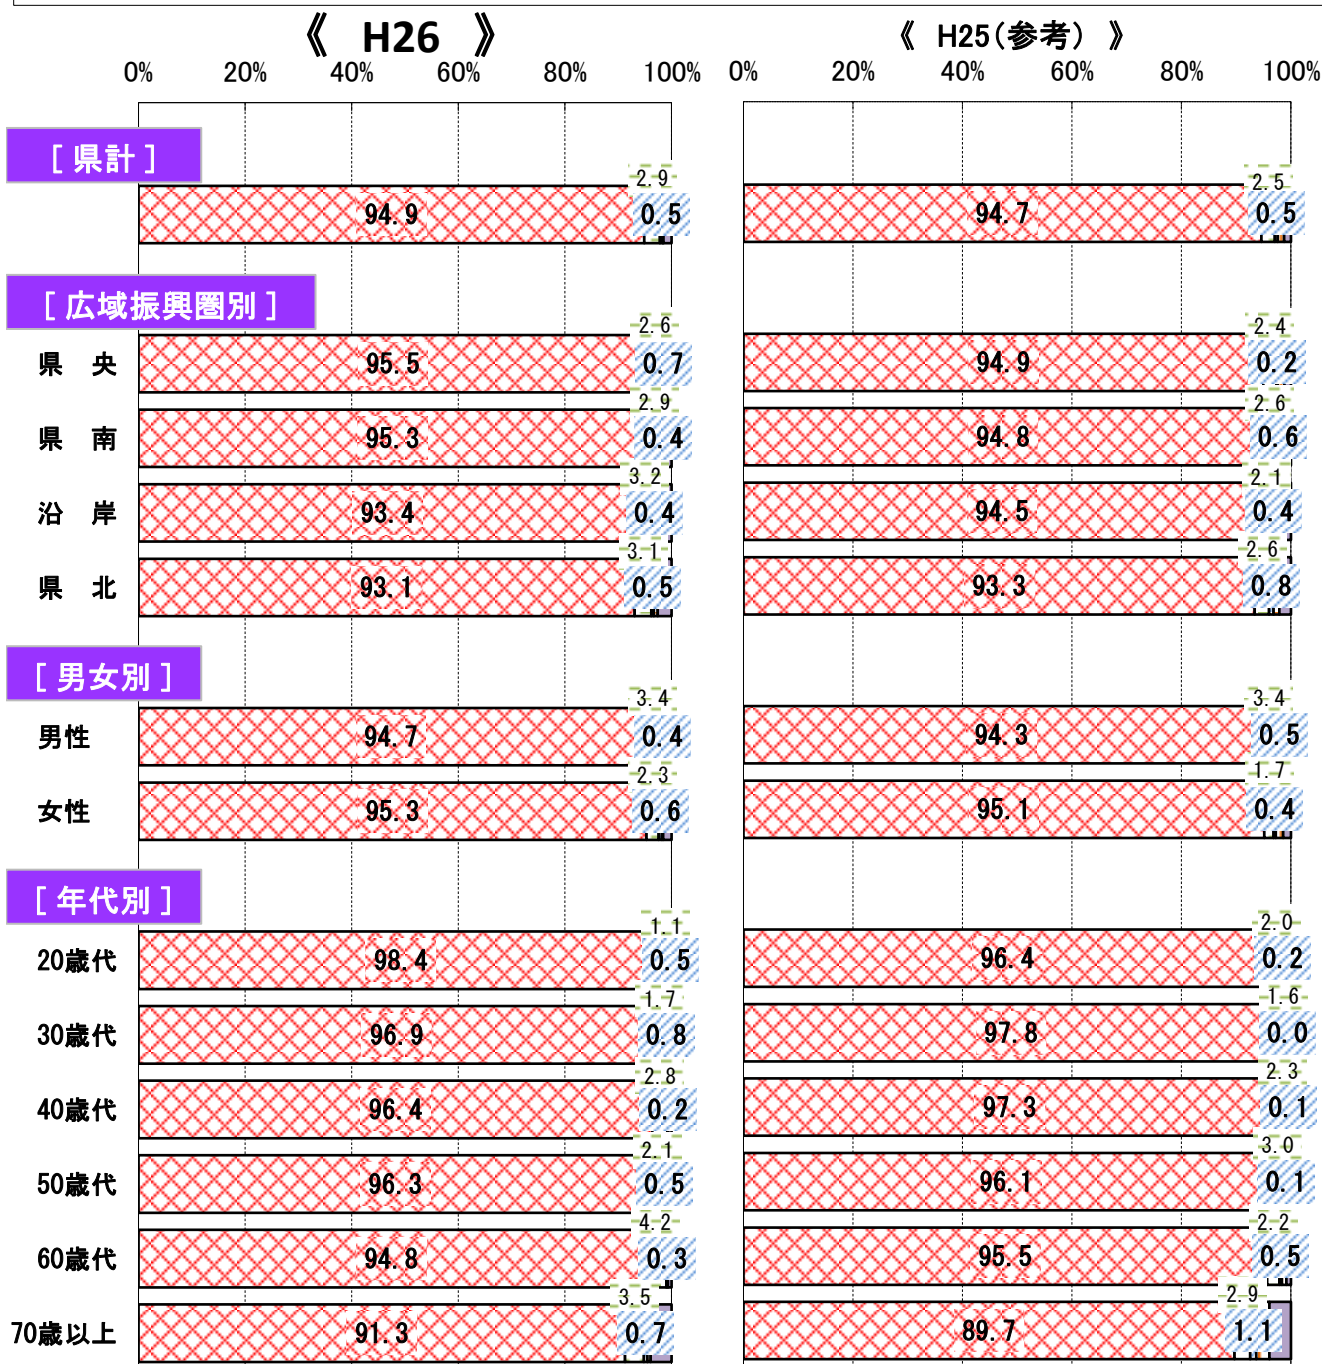 《 H26 》 《 H25(参考) 》
0% 20% 40% 60% 80% 100% 0% 20% 40% 60% 80% 100%
[ 県計 ]
2.9 2.5
94.9 0.5 94.7 0.5
[ 広域振興圏別 ]
2.6 2.4
県 央 95.5 0.7 94.9 0.2
2.9 2.6
県 南 95.3 0.4 94.8 0.6
3.2 2.1
沿 岸 93.4 0.4 94.5 0.4
3.1 2.6
県 北 93.1 0.5 93.3 0.8
[ 男女別 ]
3.4 3.4
男性 94.7 0.4 94.3 0.5
2.3 1.7
女性 95.3 0.6 95.1 0.4
[ 年代別 ]
1.1 2.0
20歳代 98.4 0.5 96.4 0.2
1.7 1.6
30歳代 96.9 0.8 97.8 0.0
2.8 2.3
40歳代 96.4 0.2 97.3 0.1
2.1 3.0
50歳代 96.3 0.5 96.1 0.1
4.2 2.2
60歳代 94.8 0.3 95.5 0.5
3.5 2.9
70歳以上 91.3 0.7 89.7 1.1